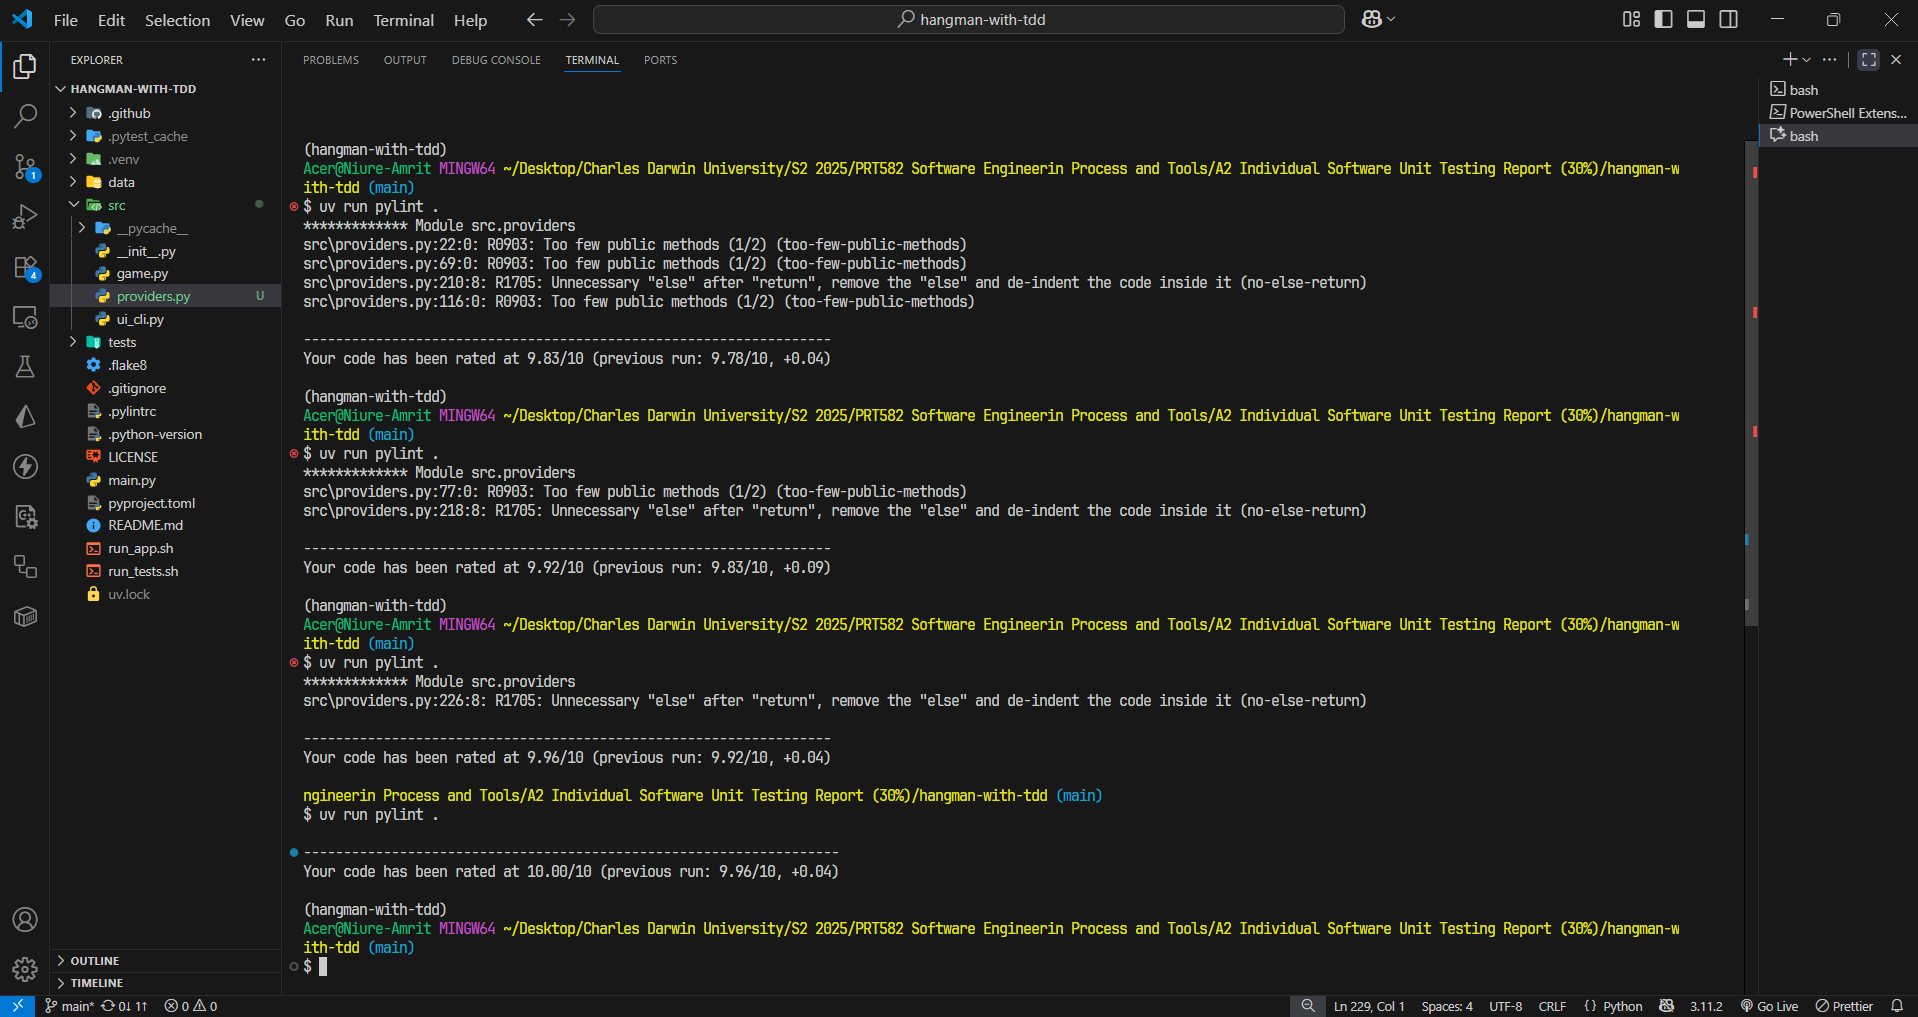 File Edit Selection View Go Run Terminal Help
hangman-with-tdd
EXPLORER
PROBLEMS OUTPUT DEBUG CONSOLE TERMINAL PORTS
HANGMAN-WITH-TDD
.github
.pytest_cache
.venv
data
src
__pycache__
__init__.py
game.py
providers.py U
ui_cli.py
tests
.flake8
.gitignore
.pylintrc
.python-version
LICENSE
main.py
pyproject.toml
README.md
run_app.sh
run_tests.sh
uv.lock
OUTLINE
TIMELINE
1
4
(hangman-with-tdd)
Acer@Niure-Amrit MINGW64 ~/Desktop/Charles Darwin University/S2 2025/PRT582 Software Engineerin Process and Tools/A2 Individual Software Unit Testing Report (30%)/hangman-w
ith-tdd (main)
$ uv run pylint .
************* Module src.providers
src\providers.py:22:0: R0903: Too few public methods (1/2) (too-few-public-methods)
src\providers.py:69:0: R0903: Too few public methods (1/2) (too-few-public-methods)
src\providers.py:210:8: R1705: Unnecessary "else" after "return", remove the "else" and de-indent the code inside it (no-else-return)
src\providers.py:116:0: R0903: Too few public methods (1/2) (too-few-public-methods)
------------------------------------------------------------------
Your code has been rated at 9.83/10 (previous run: 9.78/10, +0.04)
(hangman-with-tdd)
Acer@Niure-Amrit MINGW64 ~/Desktop/Charles Darwin University/S2 2025/PRT582 Software Engineerin Process and Tools/A2 Individual Software Unit Testing Report (30%)/hangman-w
ith-tdd (main)
$ uv run pylint .
************* Module src.providers
src\providers.py:77:0: R0903: Too few public methods (1/2) (too-few-public-methods)
src\providers.py:218:8: R1705: Unnecessary "else" after "return", remove the "else" and de-indent the code inside it (no-else-return)
------------------------------------------------------------------
Your code has been rated at 9.92/10 (previous run: 9.83/10, +0.09)
(hangman-with-tdd)
Acer@Niure-Amrit MINGW64 ~/Desktop/Charles Darwin University/S2 2025/PRT582 Software Engineerin Process and Tools/A2 Individual Software Unit Testing Report (30%)/hangman-w
ith-tdd (main)
$ uv run pylint .
************* Module src.providers
src\providers.py:226:8: R1705: Unnecessary "else" after "return", remove the "else" and de-indent the code inside it (no-else-return)
------------------------------------------------------------------
Your code has been rated at 9.96/10 (previous run: 9.92/10, +0.04)
ngineerin Process and Tools/A2 Individual Software Unit Testing Report (30%)/hangman-with-tdd (main)
$ uv run pylint .
-------------------------------------------------------------------
Your code has been rated at 10.00/10 (previous run: 9.96/10, +0.04)
(hangman-with-tdd)
Acer@Niure-Amrit MINGW64 ~/Desktop/Charles Darwin University/S2 2025/PRT582 Software Engineerin Process and Tools/A2 Individual Software Unit Testing Report (30%)/hangman-w
ith-tdd (main)
$
bash
PowerShell Extens...
bash
main* 0↓ 1↑ 0 0 Ln 229, Col 1 Spaces: 4 UTF-8 CRLF {} Python 3.11.2 Go Live Prettier